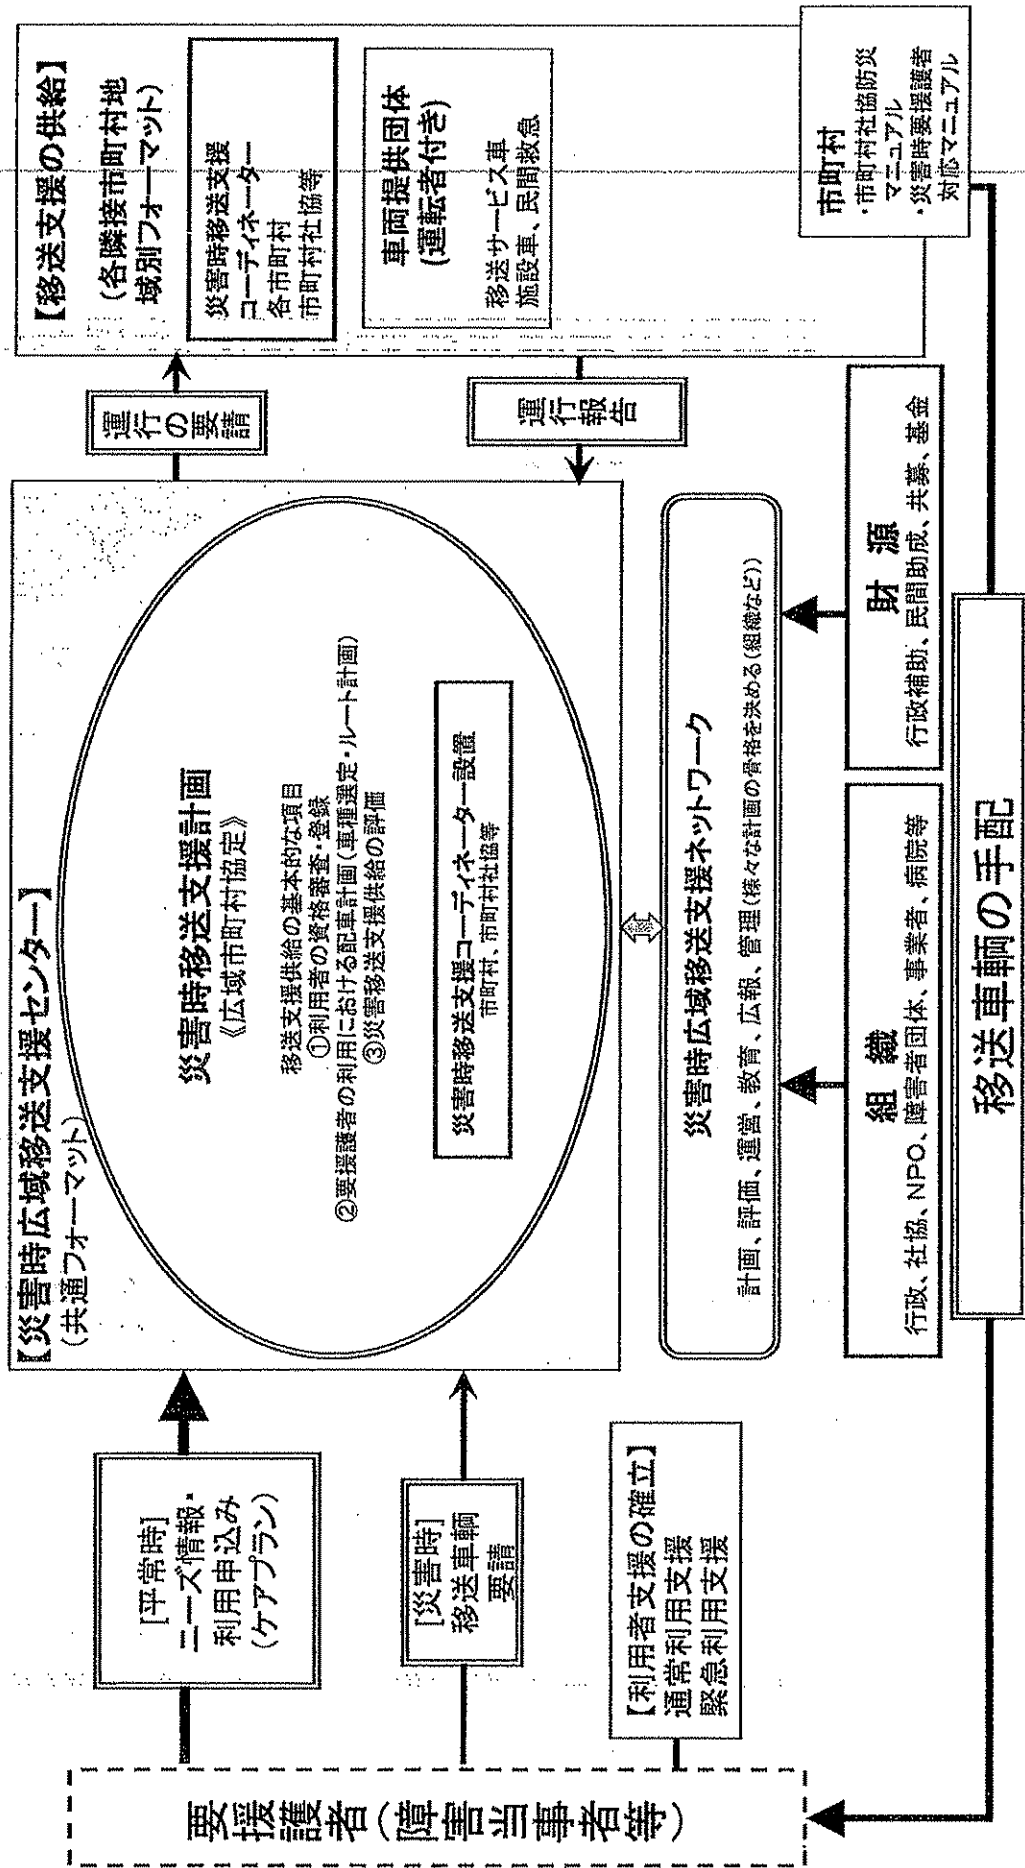 要援護者(障害当事者等)
[平常時]
ニーズ情報・
利用申込み
(ケアプラン)
[災害時]
移送車輌
要請
【利用者支援の確立】
通常利用支援
緊急利用支援
【災害時広域移送支援センター】
(共通フォーマット)
災害時移送支援計画
《広域市町村協定》
移送支援供給の基本的な項目
①利用者の資格審査・登録
②要援護者の利用における配車計画(車種選定・ルート計画)
③災害移送支援供給の評価
災害時移送支援コーディネーター設置
市町村、市町村社協等
災害時広域移送支援ネットワーク
計画、評価、運営、教育、広報、管理(様々な計画の骨格を決める(組織など))
組 織
行政、社協、NPO、障害者団体、事業者、病院等
財 源
行政補助、民間助成、共募、基金
移送車輌の手配
運行の要請
運行報告
【移送支援の供給】
(各隣接市町村地
域別フォーマット)
災害時移送支援
コーディネーター
各市町村
市町村社協等
車両提供団体
(運転者付き)
移送サービス車
施設車、民間救急
市町村
・市町村社協防災
マニュアル
・災害時要援護者
対応マニュアル